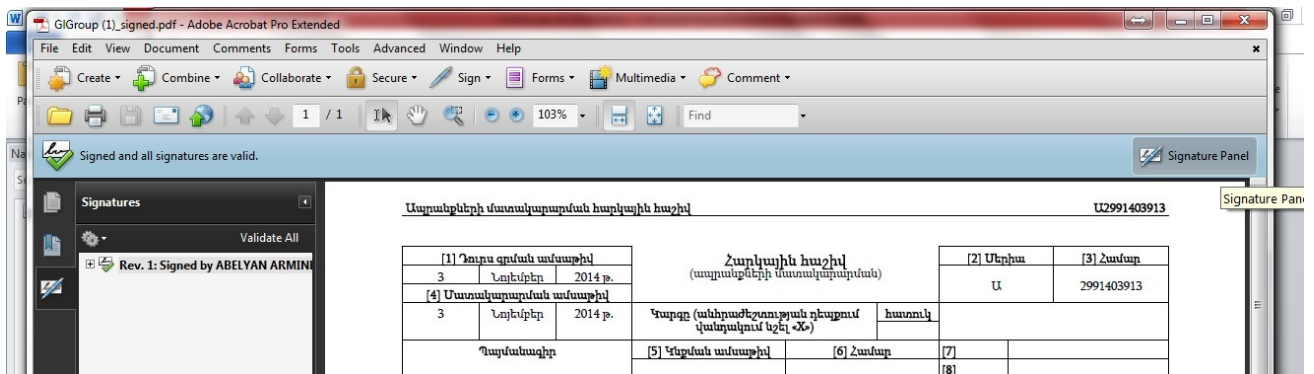 GIGroup (1)_signed.pdf - Adobe Acrobat Pro Extended
File Edit View Document Comments Forms Tools Advanced Window Help
Create Combine Collaborate Secure Sign Forms Multimedia Comment
1 / 1 103% Find
Signed and all signatures are valid. Signature Panel
Signatures
Validate All
Rev. 1: Signed by ABELYAN ARMINE
Signature Pane
Ապրանքների մատակարարման հարկային հաշիվ Ա2991403913
[1] Դուրս գրման ամսաթիվ Հարկային հաշիվ [2] Սերիա [3] Համար
3 Նոյեմբեր 2014 թ. (ապրանքների մատակարարման) Ա 2991403913
[4] Մատակարարման ամսաթիվ
3 Նոյեմբեր 2014 թ. Կարգը (անհրաժեշտության դեպքում հատուկ
վանդակում նշել «X»)
Պայմանագիր [5] Կնքման ամսաթիվ [6] Համար [7]
[8]